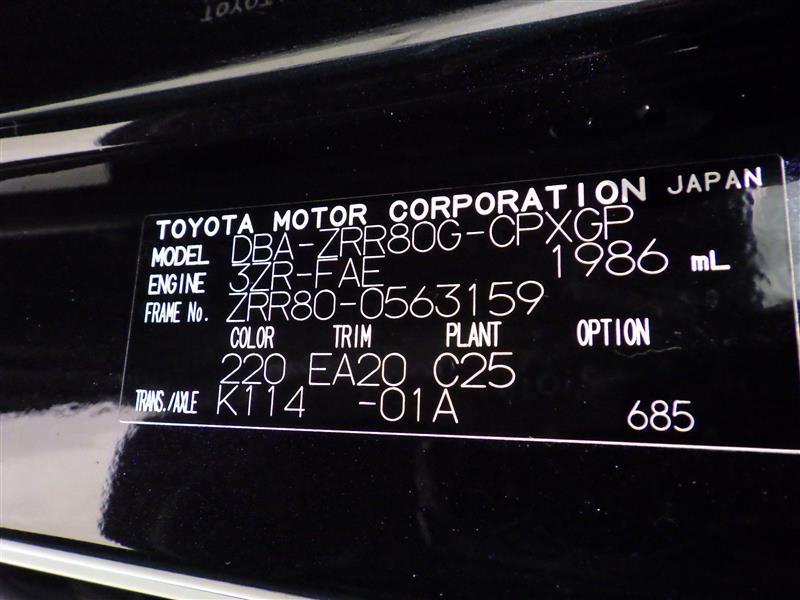 TOYOTA MOTOR CORPORATION JAPAN
MODEL DBA-ZRR80G-CPXGP
ENGINE 3ZR-FAE 1986 mL
FRAME No. ZRR80-0563159
COLOR TRIM PLANT OPTION
220 EA20 C25
TRANS./AXLE K114 -01A 685